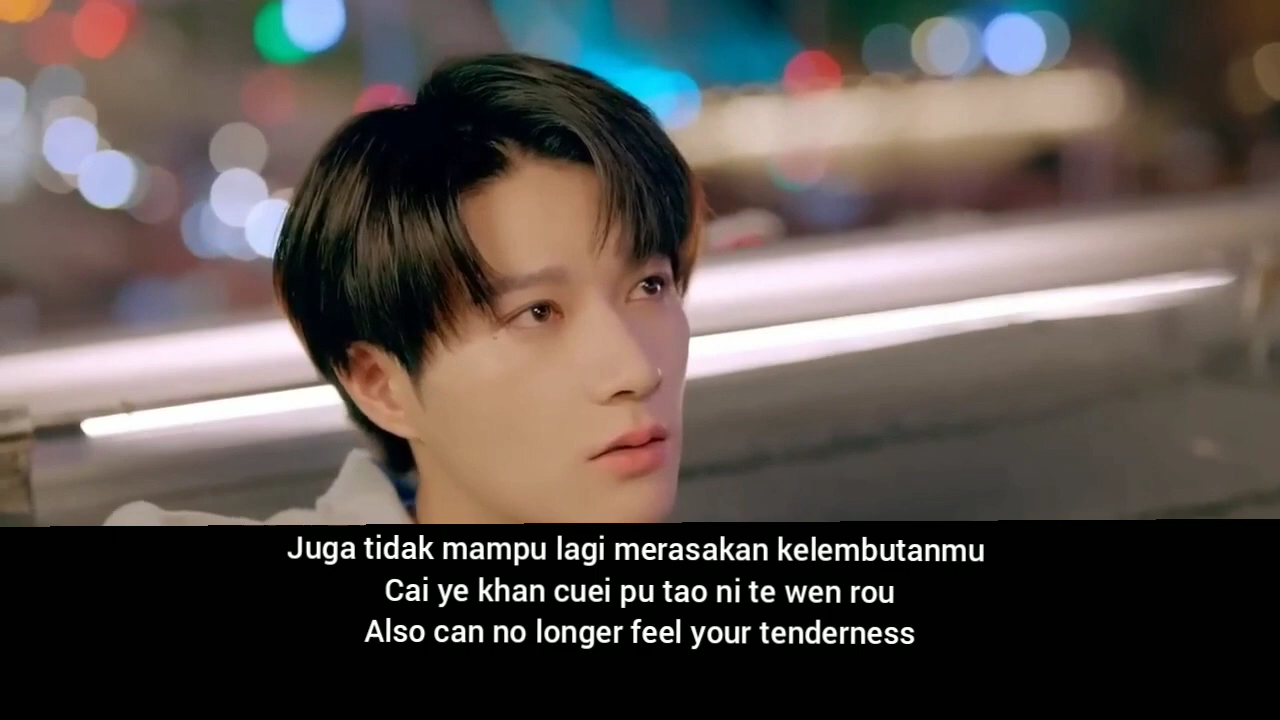 Juga tidak mampu lagi merasakan kelembutanmu
Cai ye khan cuei pu tao ni te wen rou
Also can no longer feel your tenderness